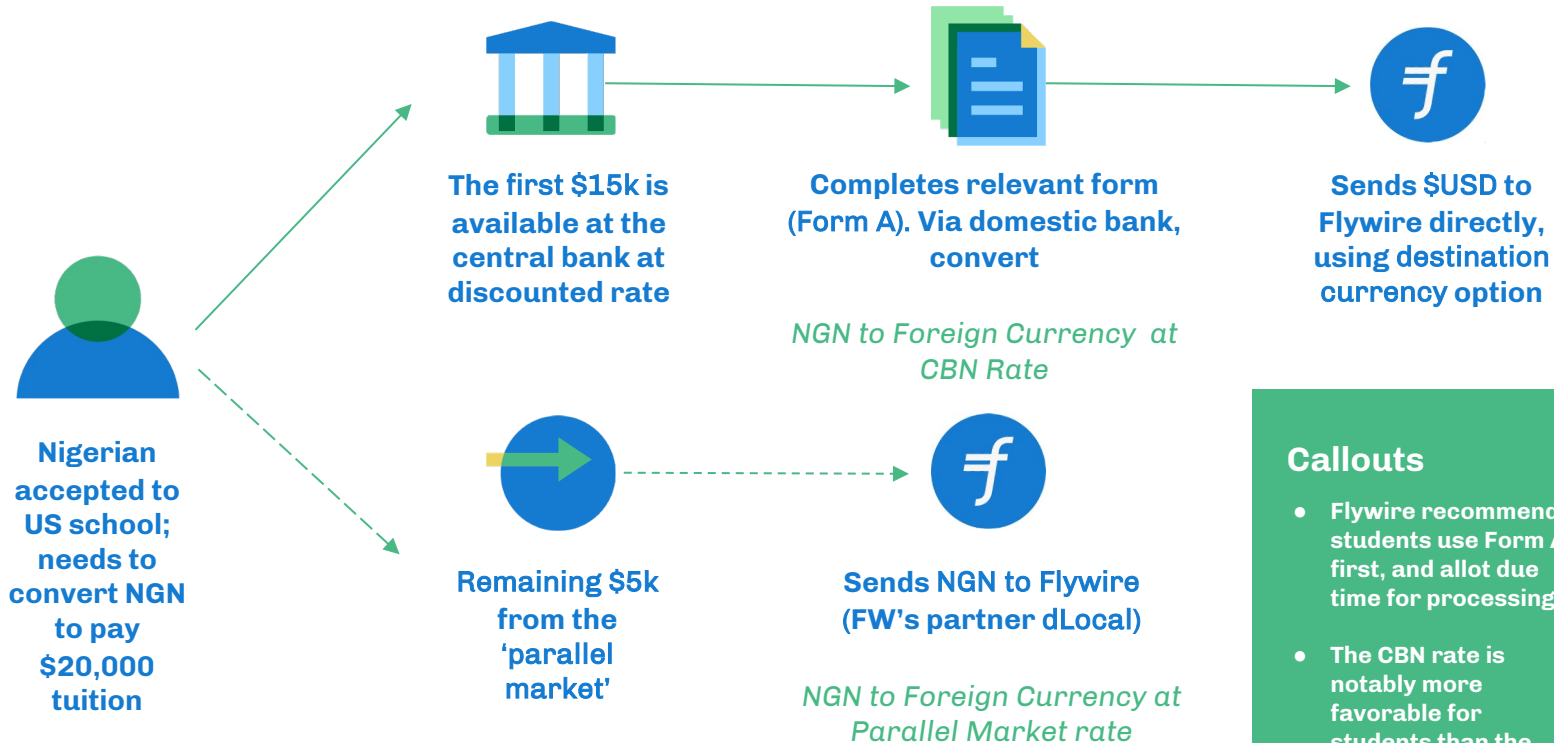 The first $15k is
available at the
central bank at
discounted rate
Completes relevant form
(Form A). Via domestic bank,
convert
NGN to Foreign Currency at
CBN Rate
Sends $USD to
Flywire directly,
using destination
currency option
Nigerian
accepted to
US school;
needs to
convert NGN
to pay
$20,000
tuition
Remaining $5k
from the
‘parallel
market’
Sends NGN to Flywire
(FW’s partner dLocal)
NGN to Foreign Currency at
Parallel Market rate
Callouts
● Flywire recommend
students use Form A
first, and allot due
time for processing
● The CBN rate is
notably more
favorable for
students than the